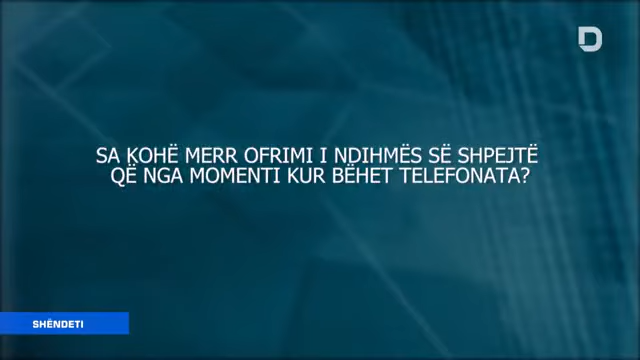 SA KOHË MERR OFRIMI I NDIHMËS SË SHPEJTË
QË NGA MOMENTI KUR BËHET TELEFONATA?
SHËNDETI